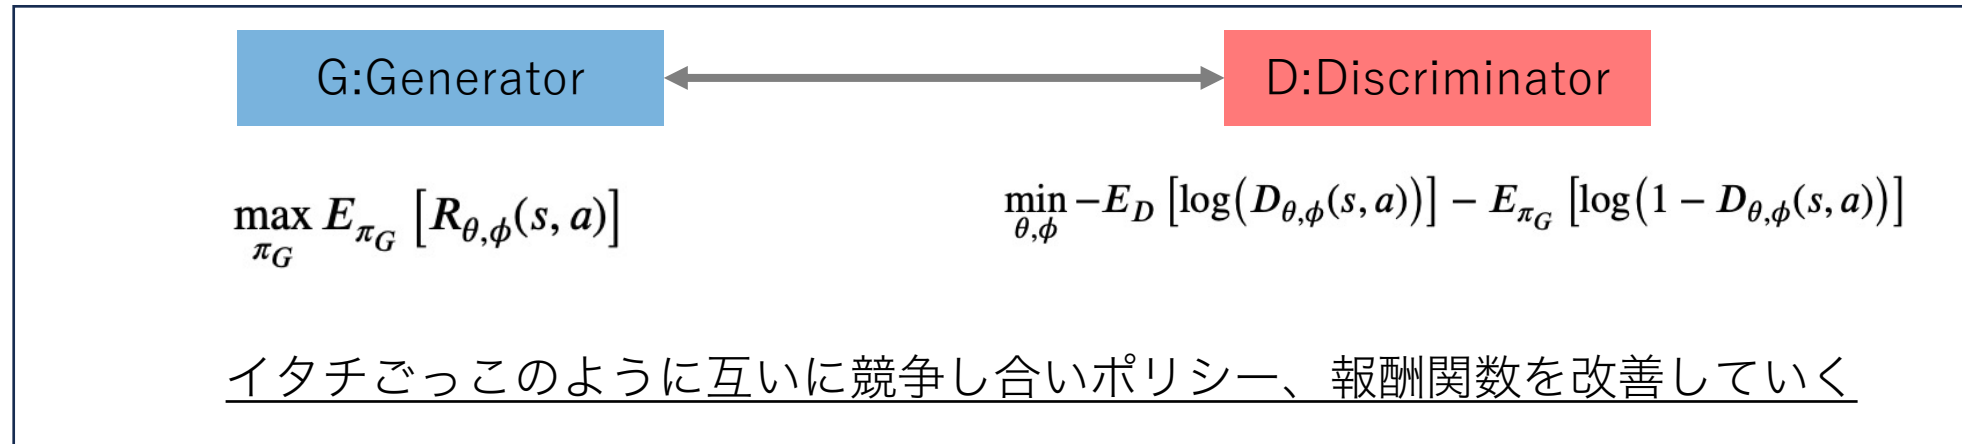 G:Generator
D:Discriminator
max_{π_G} E_{π_G} [R_{θ,ϕ}(s, a)]
min_{θ,ϕ} −E_D [log(D_{θ,ϕ}(s, a))] − E_{π_G} [log(1 − D_{θ,ϕ}(s, a))]
イタチごっこのように互いに競争し合いポリシー、報酬関数を改善していく